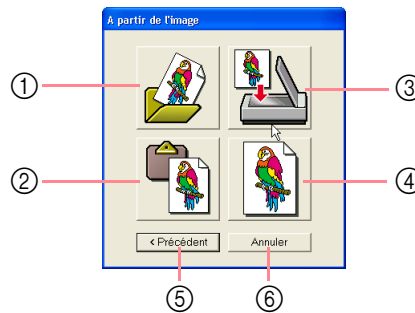 A partir de l'image
①
③
②
④
< Précédent
Annuler
⑤
⑥